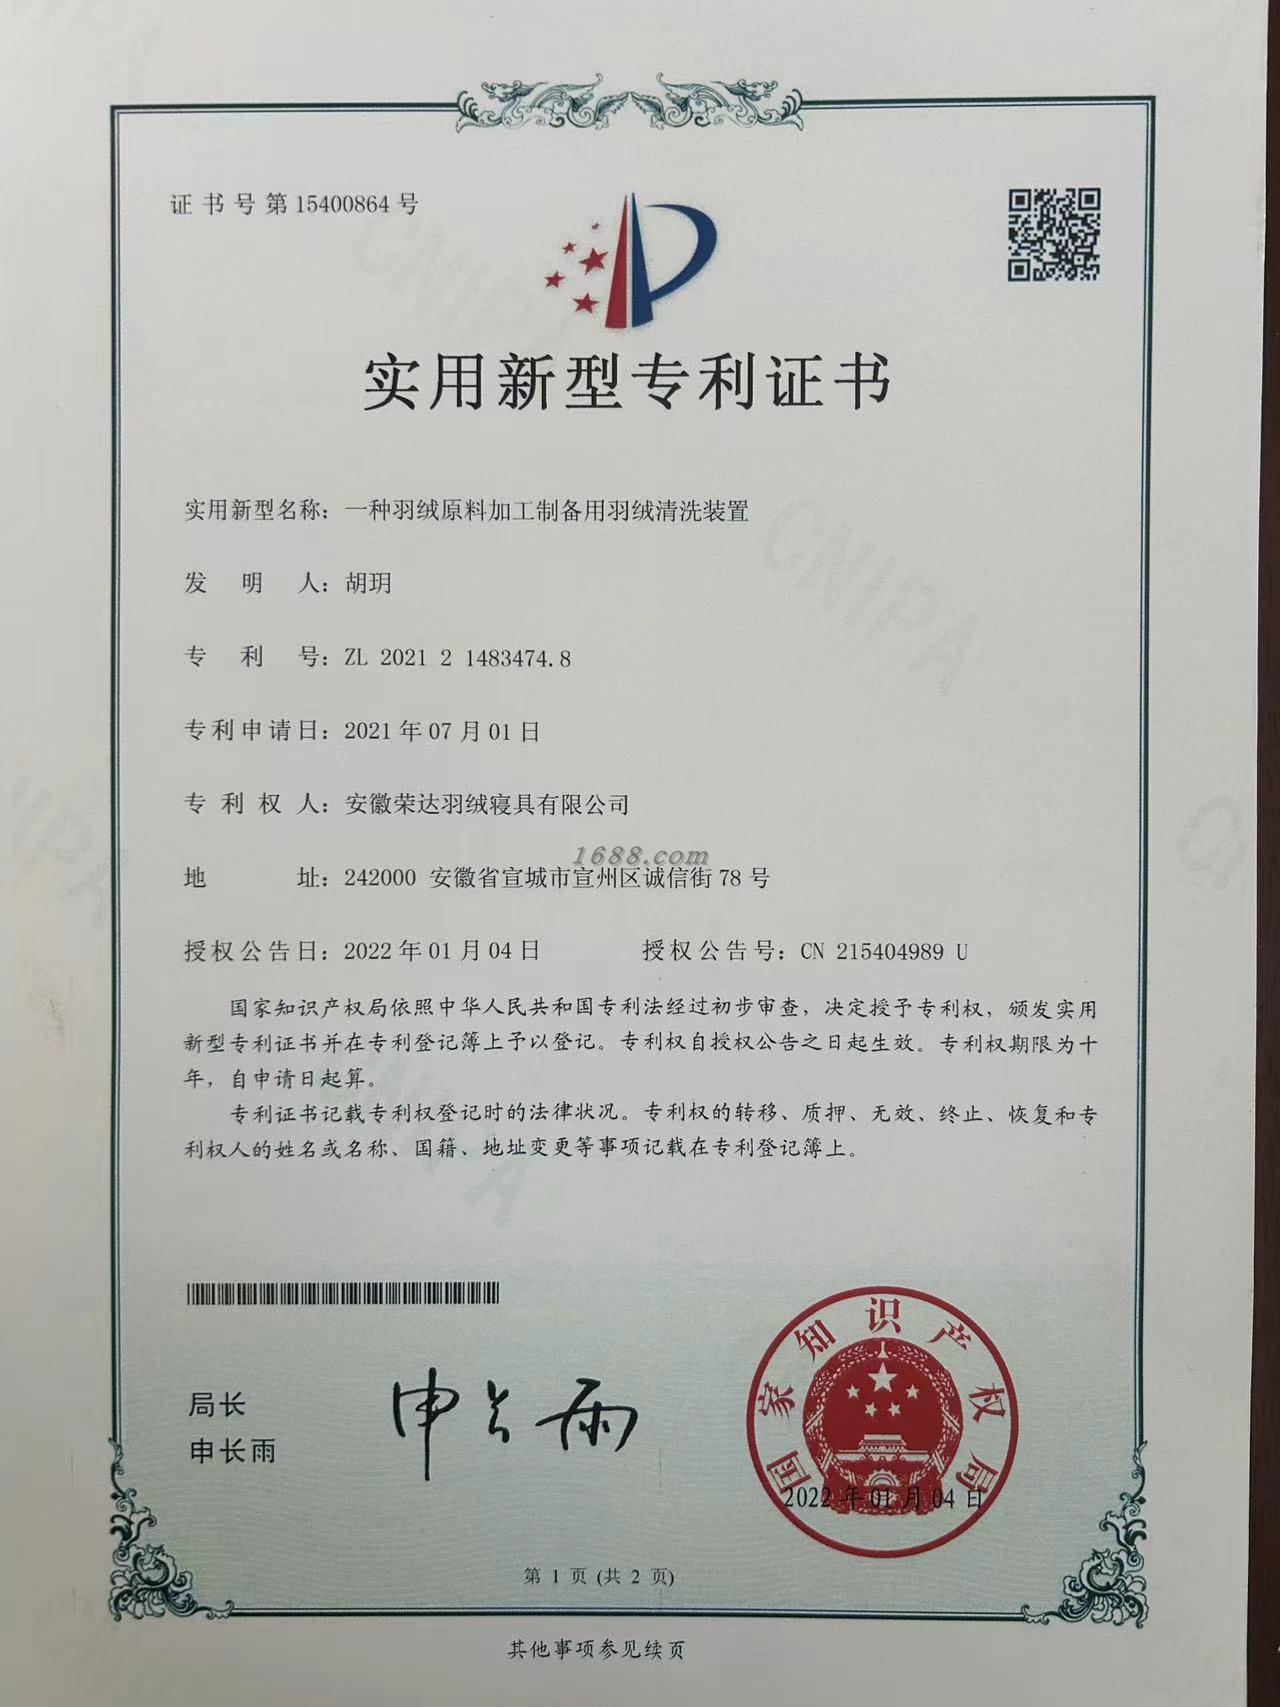 证书号第15400864号
实用新型专利证书
实用新型名称：一种羽绒原料加工制备用羽绒清洗装置
发明人：胡玥
专利号：ZL 2021 2 1483474.8
专利申请日：2021年07月01日
专利权人：安徽荣达羽绒寝具有限公司
1688.com
地址：242000 安徽省宣城市宣州区诚信街78号
授权公告日：2022年01月04日 授权公告号：CN 215404989 U
国家知识产权局依照中华人民共和国专利法经过初步审查，决定授予专利权，颁发实用
新型专利证书并在专利登记簿上予以登记。专利权自授权公告之日起生效。专利权期限为十
年，自申请日起算。
专利证书记载专利权登记时的法律状况。专利权的转移、质押、无效、终止、恢复和专
利权人的姓名或名称、国籍、地址变更等事项记载在专利登记簿上。
局长
申长雨
申长雨
国家知识产权局
2022年01月04日
第 1 页 (共 2 页)
其他事项参见续页
CNIPA
CNIPA
CNIPA